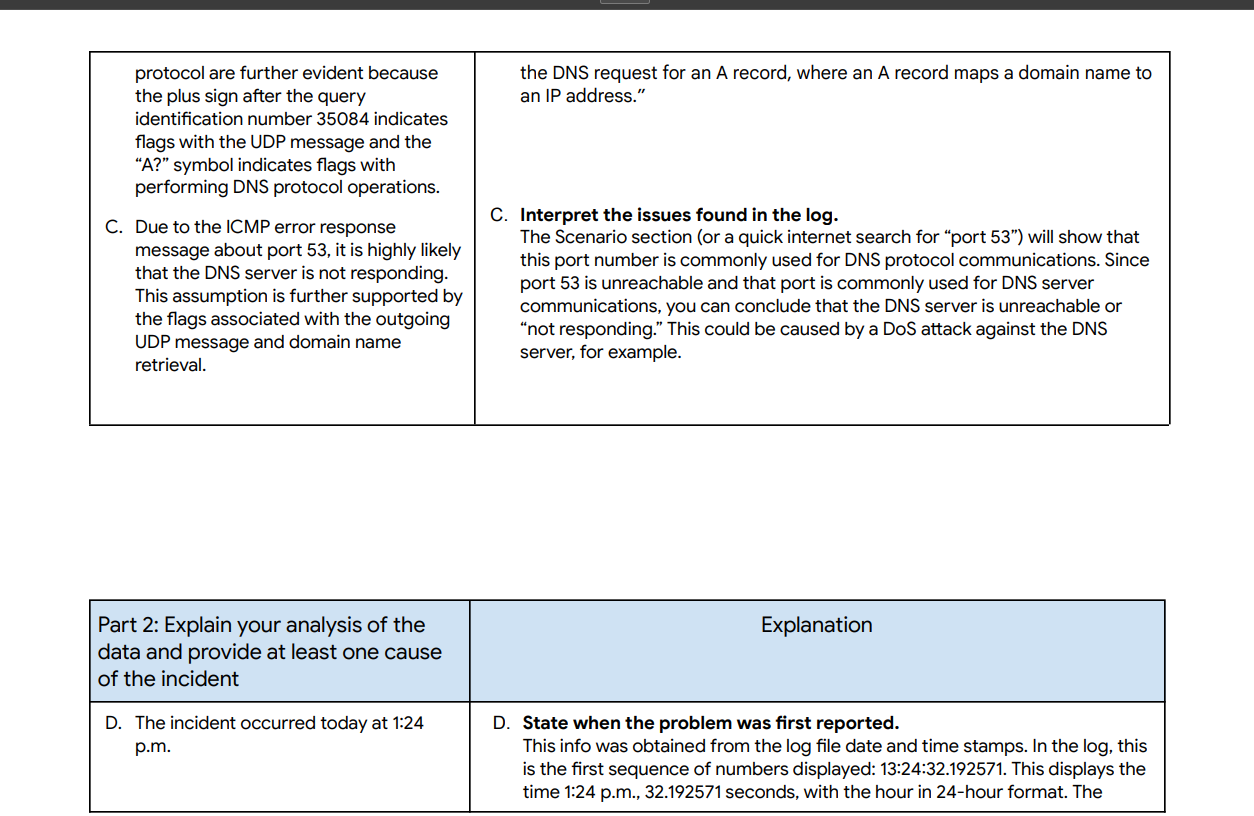 protocol are further evident because
the plus sign after the query
identification number 35084 indicates
flags with the UDP message and the
“A?” symbol indicates flags with
performing DNS protocol operations.
C. Due to the ICMP error response
message about port 53, it is highly likely
that the DNS server is not responding.
This assumption is further supported by
the flags associated with the outgoing
UDP message and domain name
retrieval.
the DNS request for an A record, where an A record maps a domain name to
an IP address.”
C. Interpret the issues found in the log.
The Scenario section (or a quick internet search for “port 53”) will show that
this port number is commonly used for DNS protocol communications. Since
port 53 is unreachable and that port is commonly used for DNS server
communications, you can conclude that the DNS server is unreachable or
“not responding.” This could be caused by a DoS attack against the DNS
server, for example.
Part 2: Explain your analysis of the
data and provide at least one cause
of the incident
Explanation
D. The incident occurred today at 1:24
p.m.
D. State when the problem was first reported.
This info was obtained from the log file date and time stamps. In the log, this
is the first sequence of numbers displayed: 13:24:32.192571. This displays the
time 1:24 p.m., 32.192571 seconds, with the hour in 24-hour format. The